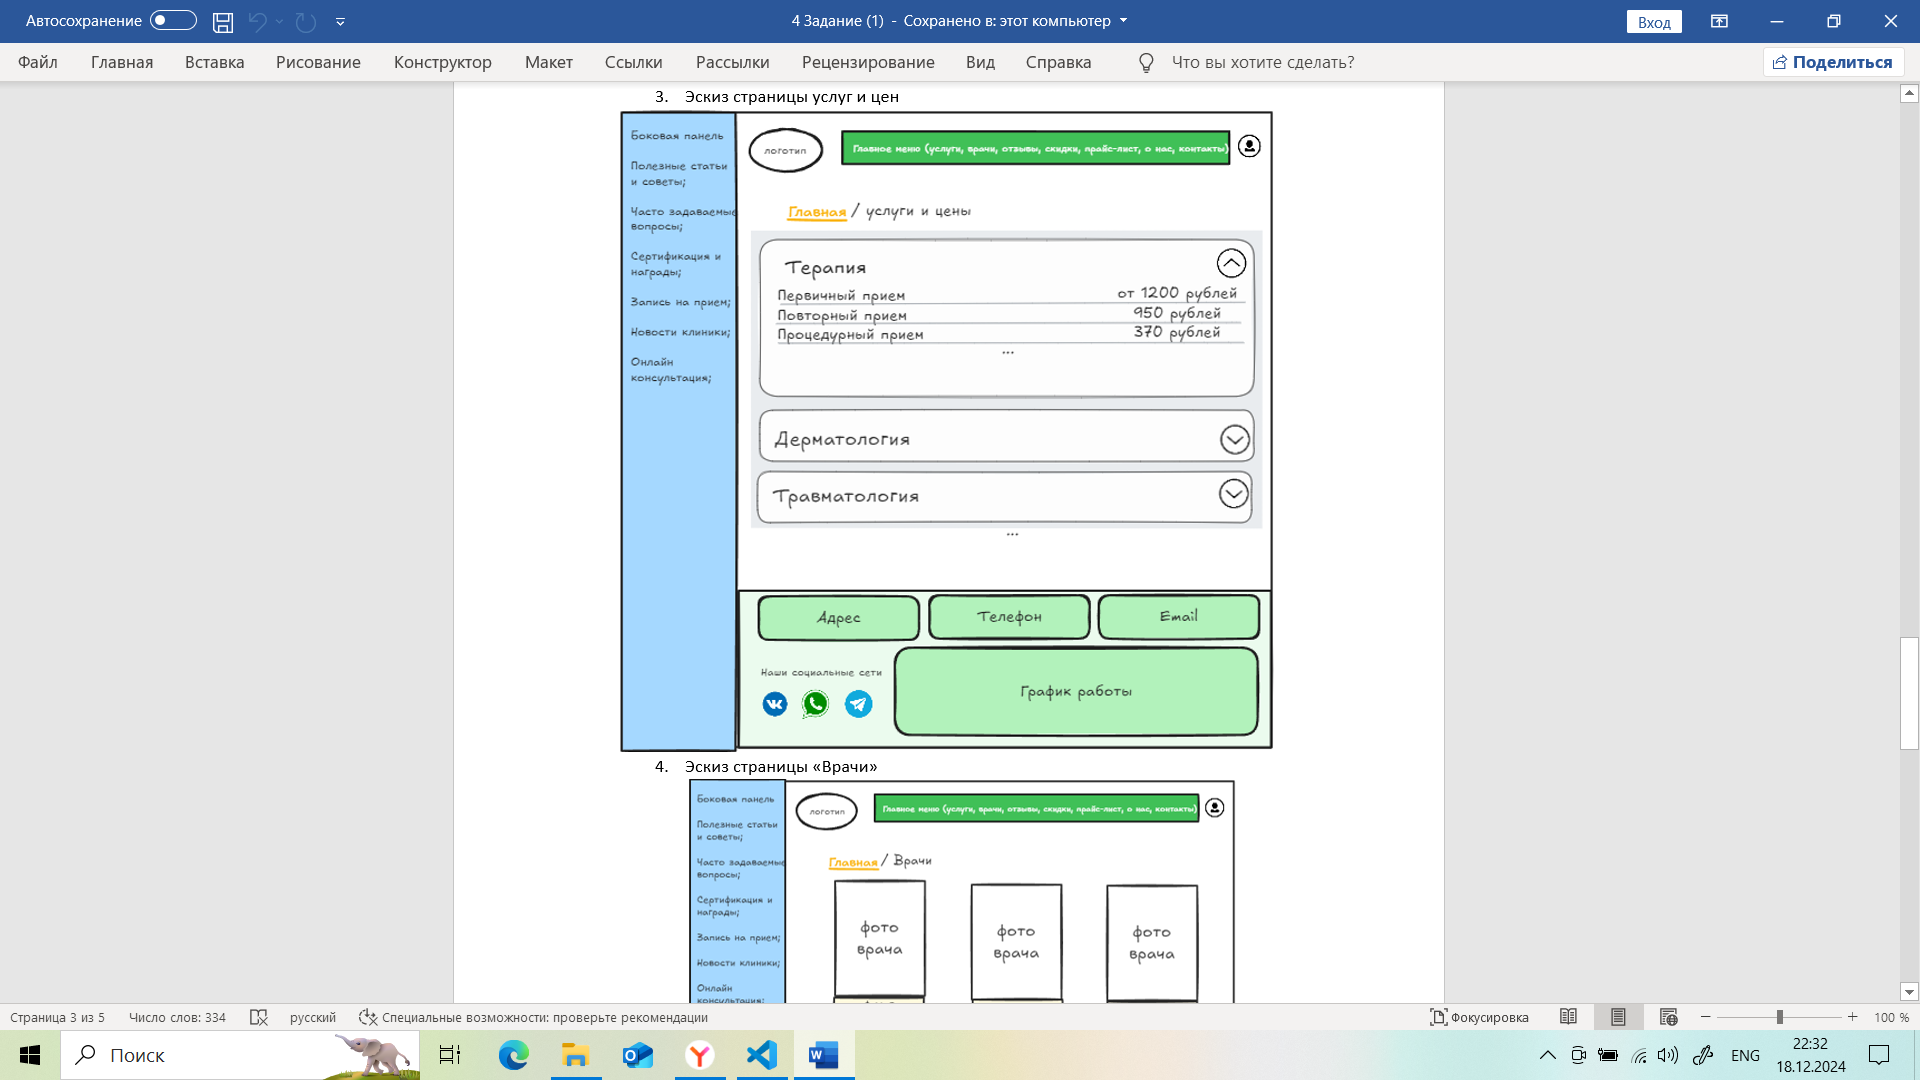 Автосохранение
4 Задание (1) - Сохранено в: этот компьютер
Вход
Файл Главная Вставка Рисование Конструктор Макет Ссылки Рассылки Рецензирование Вид Справка Что вы хотите сделать? Поделиться
3. Эскиз страницы услуг и цен
Боковая панель
Полезные статьи
и советы;
Часто задаваемые
вопросы;
Сертификация и
награды;
Запись на прием;
Новости клиники;
Онлайн
консультация;
логотип
Главное меню (услуги, врачи, отзывы, скидки, прайс-лист, о нас, контакты)
Главная / услуги и цены
Терапия
Первичный прием от 1200 рублей
Повторный прием 950 рублей
Процедурный прием 370 рублей
...
Дерматология
Травматология
...
Адрес Телефон Email
Наши социальные сети
График работы
4. Эскиз страницы «Врачи»
Боковая панель
Полезные статьи
и советы;
Часто задаваемые
вопросы;
Сертификация и
награды;
Запись на прием;
Новости клиники;
Онлайн
консультация;
логотип
Главное меню (услуги, врачи, отзывы, скидки, прайс-лист, о нас, контакты)
Главная / Врачи
фото
врача
фото
врача
фото
врача
Страница 3 из 5 Число слов: 334 русский Специальные возможности: проверьте рекомендации Фокусировка 100 %
Поиск
ENG
22:32
18.12.2024